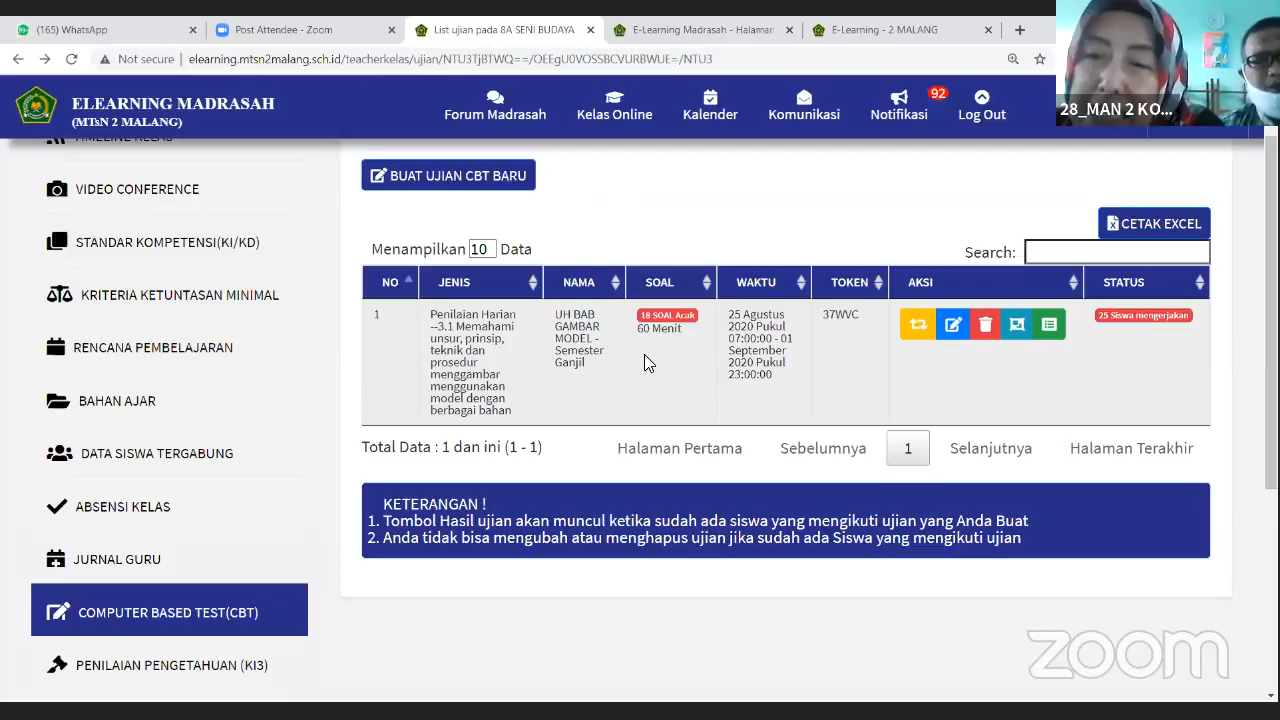 (165) WhatsApp
Post Attendee - Zoom
List ujian pada 8A SENI BUDAYA
E-Learning Madrasah - Halaman
E-Learning - 2 MALANG
Not secure
elearning.mtsn2malang.sch.id/teacherkelas/ujian/NTU3TjBTWQ==/OEEgU0VOSSBCVURBWUE=/NTU3
28_MAN 2 KO...
ELEARNING MADRASAH
(MTSN 2 MALANG)
Forum Madrasah
Kelas Online
Kalender
Komunikasi
Notifikasi
92
Log Out
TIMELINE KELAS
VIDEO CONFERENCE
STANDAR KOMPETENSI(KI/KD)
KRITERIA KETUNTASAN MINIMAL
RENCANA PEMBELAJARAN
BAHAN AJAR
DATA SISWA TERGABUNG
ABSENSI KELAS
JURNAL GURU
COMPUTER BASED TEST(CBT)
PENILAIAN PENGETAHUAN (KI3)
BUAT UJIAN CBT BARU
CETAK EXCEL
Menampilkan 10 Data
Search:
NO
JENIS
NAMA
SOAL
WAKTU
TOKEN
AKSI
STATUS
1
Penilaian Harian
--3.1 Memahami
unsur, prinsip,
teknik dan
prosedur
menggambar
menggunakan
model dengan
berbagai bahan
UH BAB
GAMBAR
MODEL -
Semester
Ganjil
18 SOAL Acak
60 Menit
25 Agustus
2020 Pukul
07:00:00 - 01
September
2020 Pukul
23:00:00
37WVC
25 Siswa mengerjakan
Total Data : 1 dan ini (1 - 1)
Halaman Pertama
Sebelumnya
1
Selanjutnya
Halaman Terakhir
KETERANGAN !
1. Tombol Hasil ujian akan muncul ketika sudah ada siswa yang mengikuti ujian yang Anda Buat
2. Anda tidak bisa mengubah atau menghapus ujian jika sudah ada Siswa yang mengikuti ujian
zoom